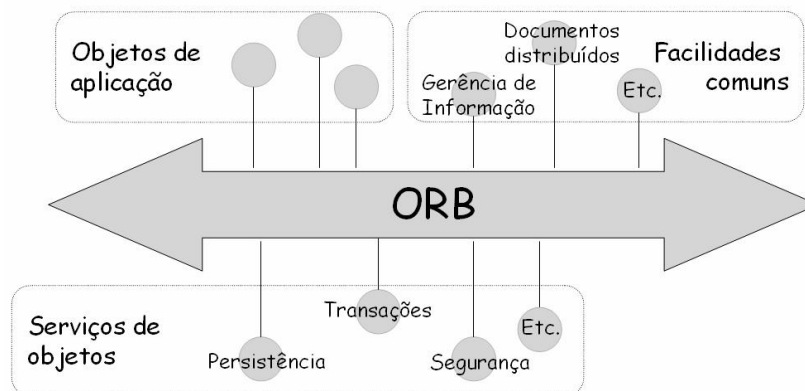 Objetos de
aplicação
Documentos
distribuídos
Gerência de
Informação
Etc.
Facilidades
comuns
ORB
Serviços de
objetos
Persistência
Transações
Segurança
Etc.